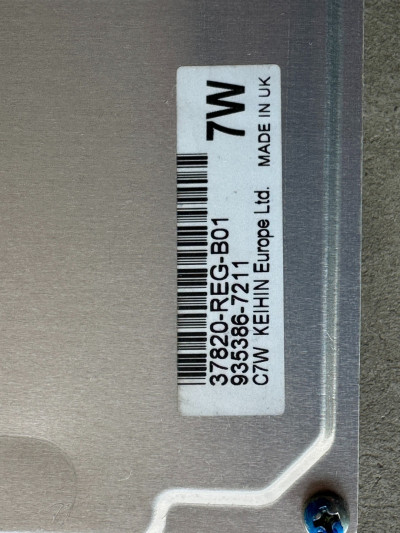 7W
37820-REG-B01
935386-7211
C7W KEIHIN Europe Ltd. MADE IN UK